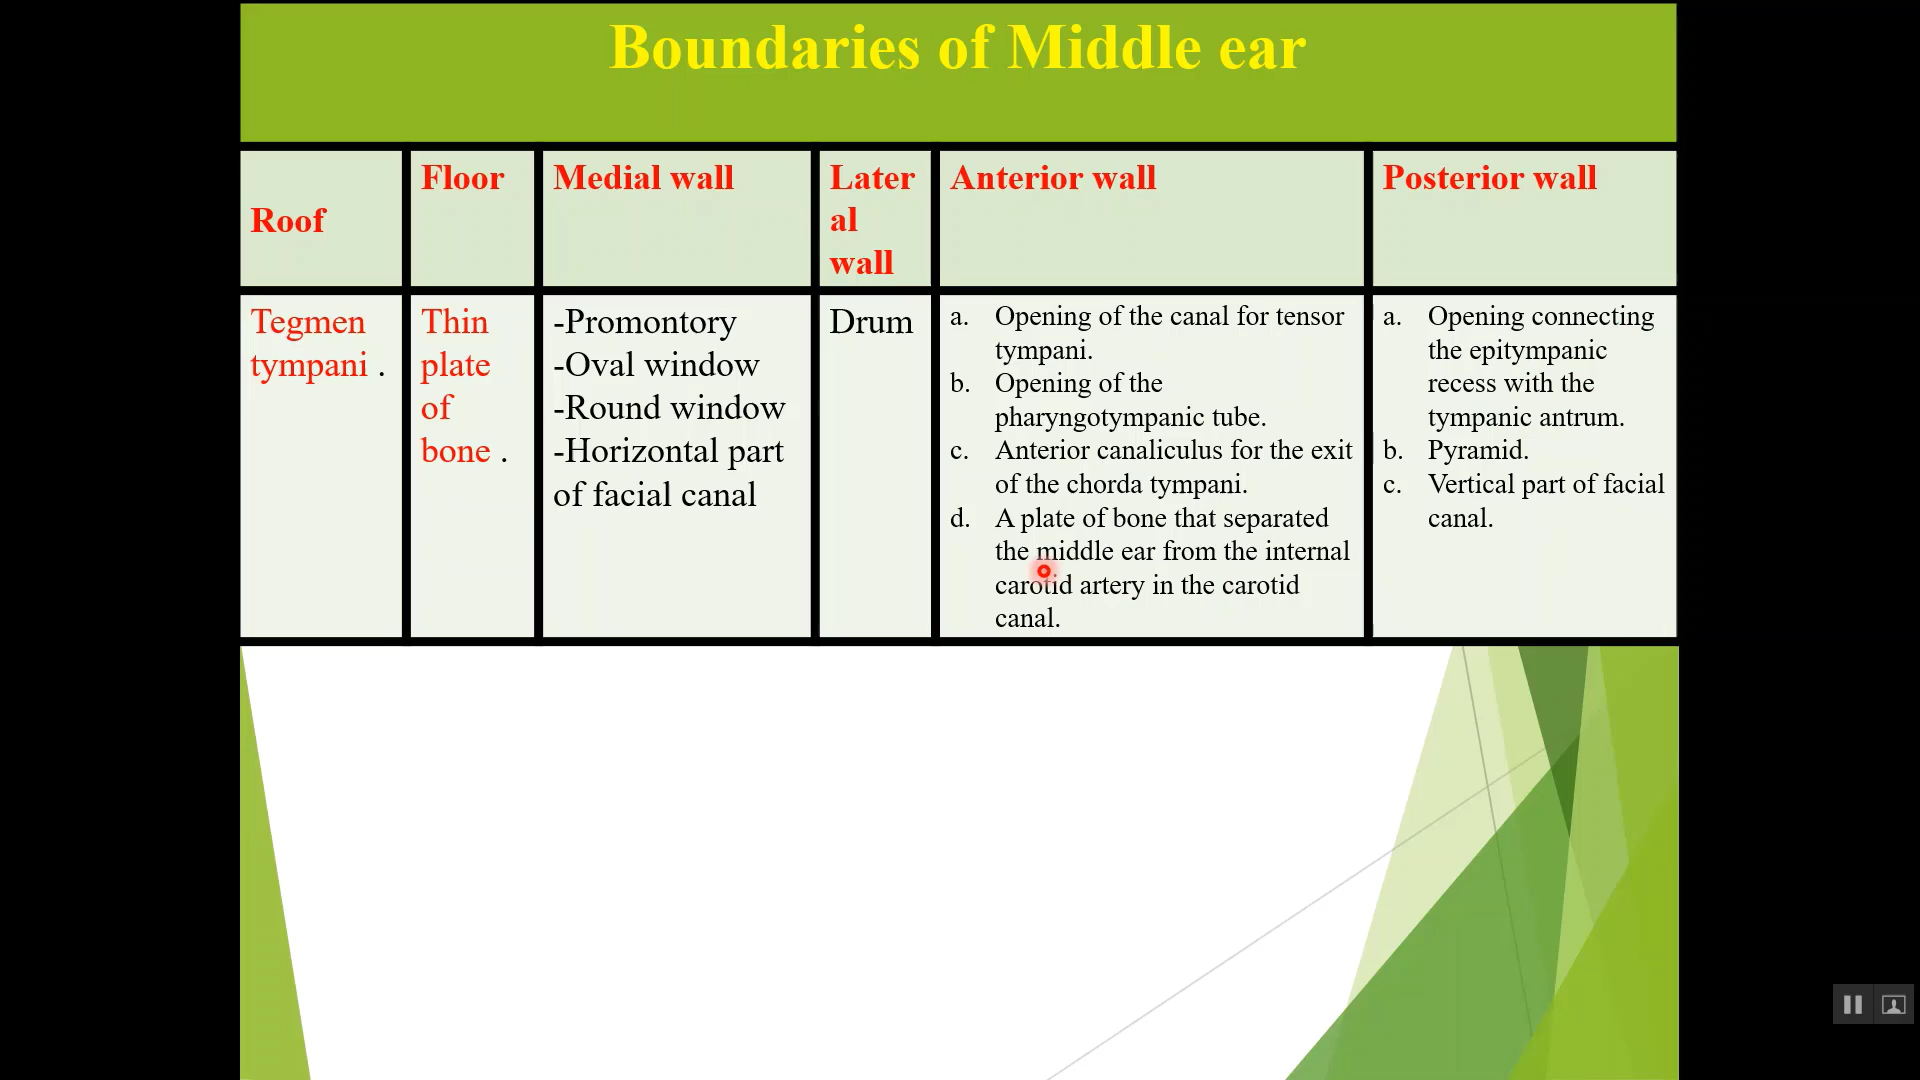 Boundaries of Middle ear
Roof
Floor
Medial wall
Later
al
wall
Anterior wall
Posterior wall
Tegmen
tympani .
Thin
plate
of
bone .
-Promontory
-Oval window
-Round window
-Horizontal part
of facial canal
Drum
a. Opening of the canal for tensor
tympani.
b. Opening of the
pharyngotympanic tube.
c. Anterior canaliculus for the exit
of the chorda tympani.
d. A plate of bone that separated
the middle ear from the internal
carotid artery in the carotid
canal.
a. Opening connecting
the epitympanic
recess with the
tympanic antrum.
b. Pyramid.
c. Vertical part of facial
canal.